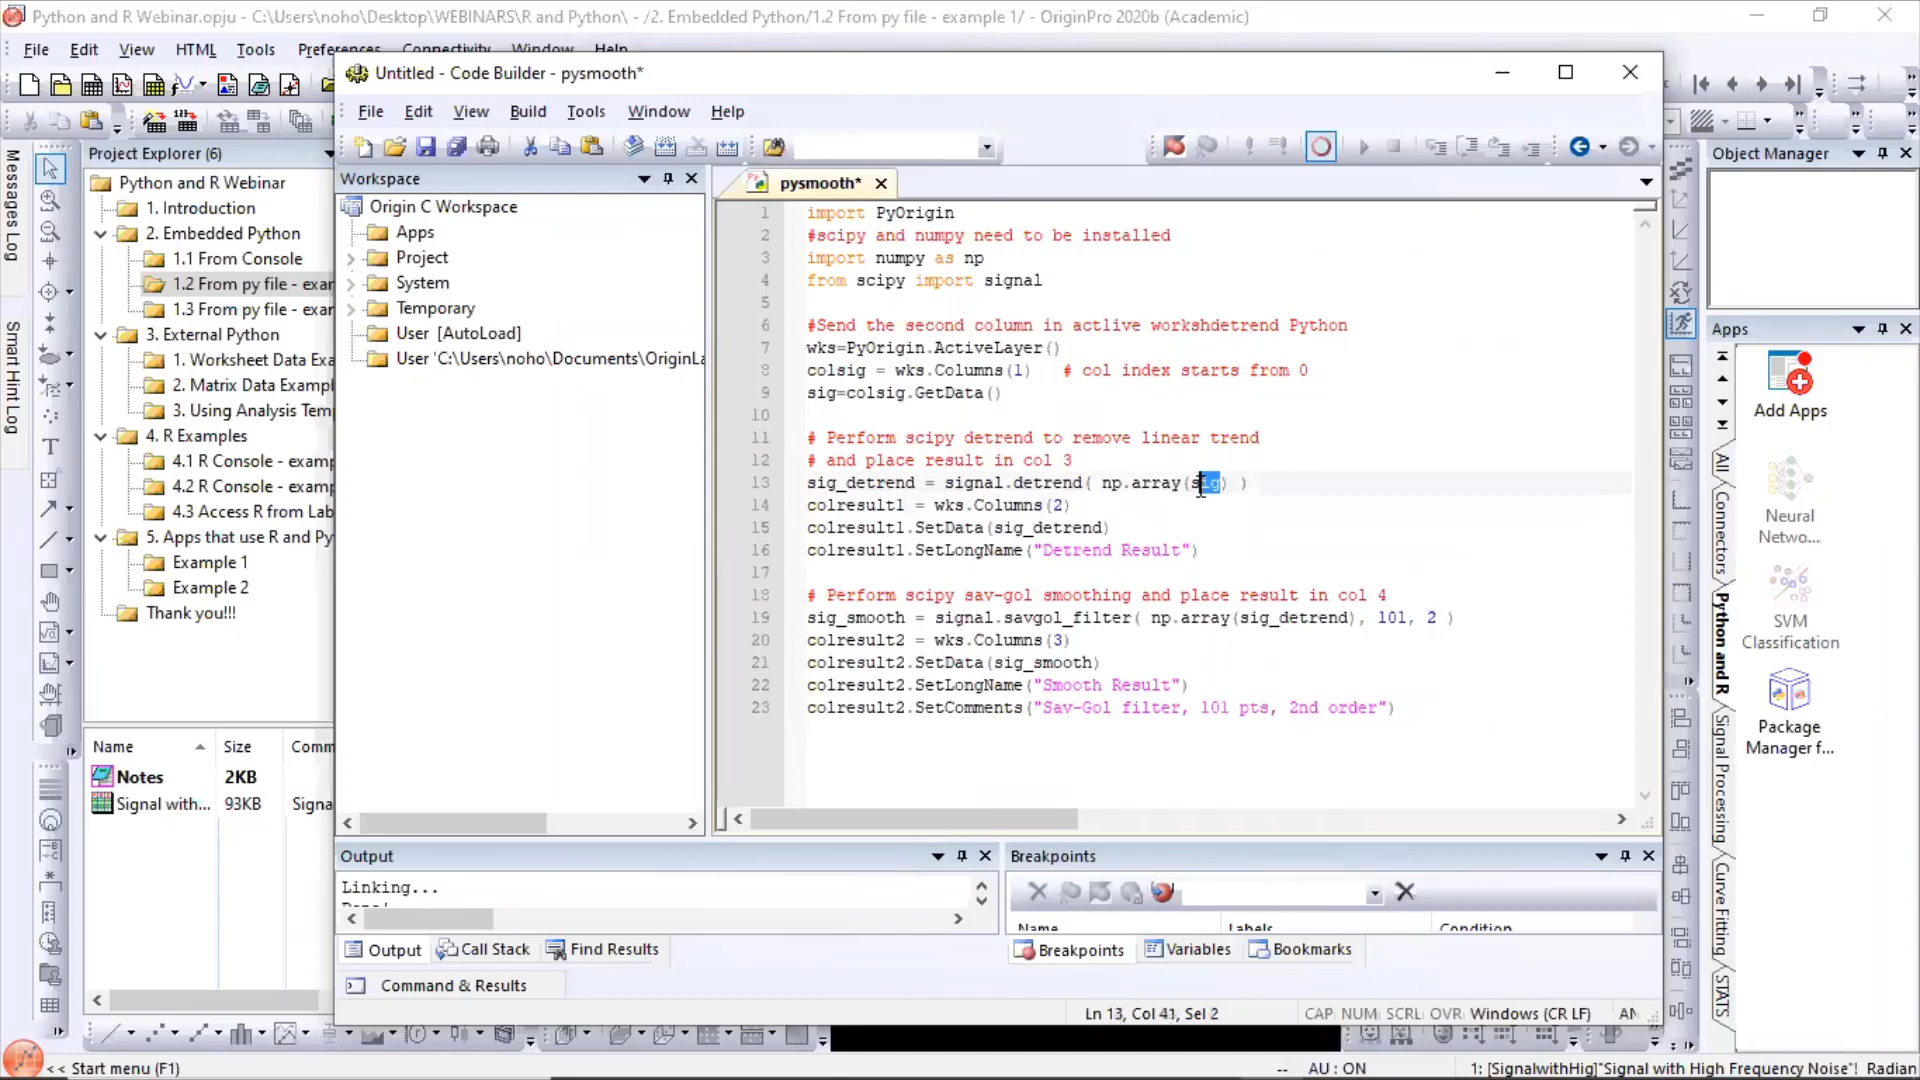 Python and R Webinar.opju - C:\Users\noho\Desktop\WEBINARS\R and Python\ - /2. Embedded Python/1.2 From py file - example 1/ - OriginPro 2020b (Academic)
File Edit View HTML Tools Preferences Connectivity Window Help
Untitled - Code Builder - pysmooth*
File Edit View Build Tools Window Help
Messages Log
Smart Hint Log
Project Explorer (6)
Python and R Webinar
1. Introduction
2. Embedded Python
1.1 From Console
1.2 From py file - exar
1.3 From py file - exar
3. External Python
1. Worksheet Data Exa
2. Matrix Data Exampl
3. Using Analysis Tem
4. R Examples
4.1 R Console - examp
4.2 R Console - examp
4.3 Access R from Lab
5. Apps that use R and Py
Example 1
Example 2
Thank you!!!
Name Size Comm
Notes 2KB
Signal with... 93KB Signa
Workspace
Origin C Workspace
Apps
Project
System
Temporary
User [AutoLoad]
User 'C:\Users\noho\Documents\OriginLa
pysmooth*
1 import PyOrigin
2 #scipy and numpy need to be installed
3 import numpy as np
4 from scipy import signal
5
6 #Send the second column in actlive workshdetrend Python
7 wks=PyOrigin.ActiveLayer()
8 colsig = wks.Columns(1) # col index starts from 0
9 sig=colsig.GetData()
10
11 # Perform scipy detrend to remove linear trend
12 # and place result in col 3
13 sig_detrend = signal.detrend( np.array(sig) )
14 colresult1 = wks.Columns(2)
15 colresult1.SetData(sig_detrend)
16 colresult1.SetLongName("Detrend Result")
17
18 # Perform scipy sav-gol smoothing and place result in col 4
19 sig_smooth = signal.savgol_filter( np.array(sig_detrend), 101, 2 )
20 colresult2 = wks.Columns(3)
21 colresult2.SetData(sig_smooth)
22 colresult2.SetLongName("Smooth Result")
23 colresult2.SetComments("Sav-Gol filter, 101 pts, 2nd order")
Output
Linking...
Output Call Stack Find Results
Command & Results
Breakpoints
Name Labels Condition
Breakpoints Variables Bookmarks
Ln 13, Col 41, Sel 2 CAP NUM SCRL OVR Windows (CR LF) AN
Object Manager
Apps
Add Apps
Neural
Netwo...
SVM
Classification
Package
Manager f...
All
Connectors
Python and R
Signal Processing
Curve Fitting
STATS
<< Start menu (F1) -- AU : ON 1: [SignalwithHig]"Signal with High Frequency Noise"! Radian